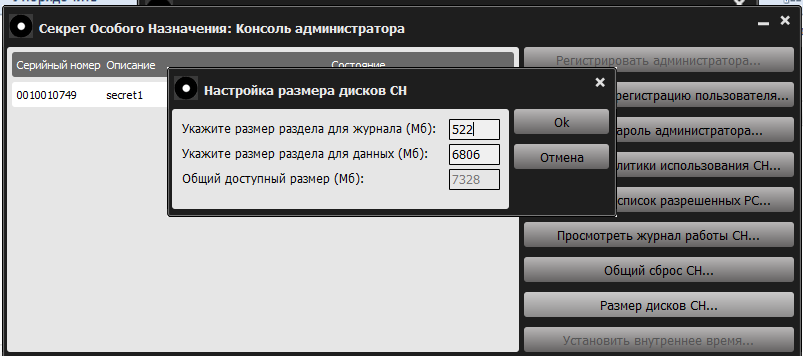 Секрет Особого Назначения: Консоль администратора
Серийный номер Описание Состояние
0010010749 secret1
Настройка размера дисков СН
Укажите размер раздела для журнала (Мб): 522
Укажите размер раздела для данных (Мб): 6806
Общий доступный размер (Мб): 7328
Ok
Отмена
Регистрировать администратора...
регистрацию пользователя...
ароль администратора...
литики использования СН...
список разрешенных РС...
Просмотреть журнал работы СН...
Общий сброс СН...
Размер дисков СН...
Установить внутреннее время...